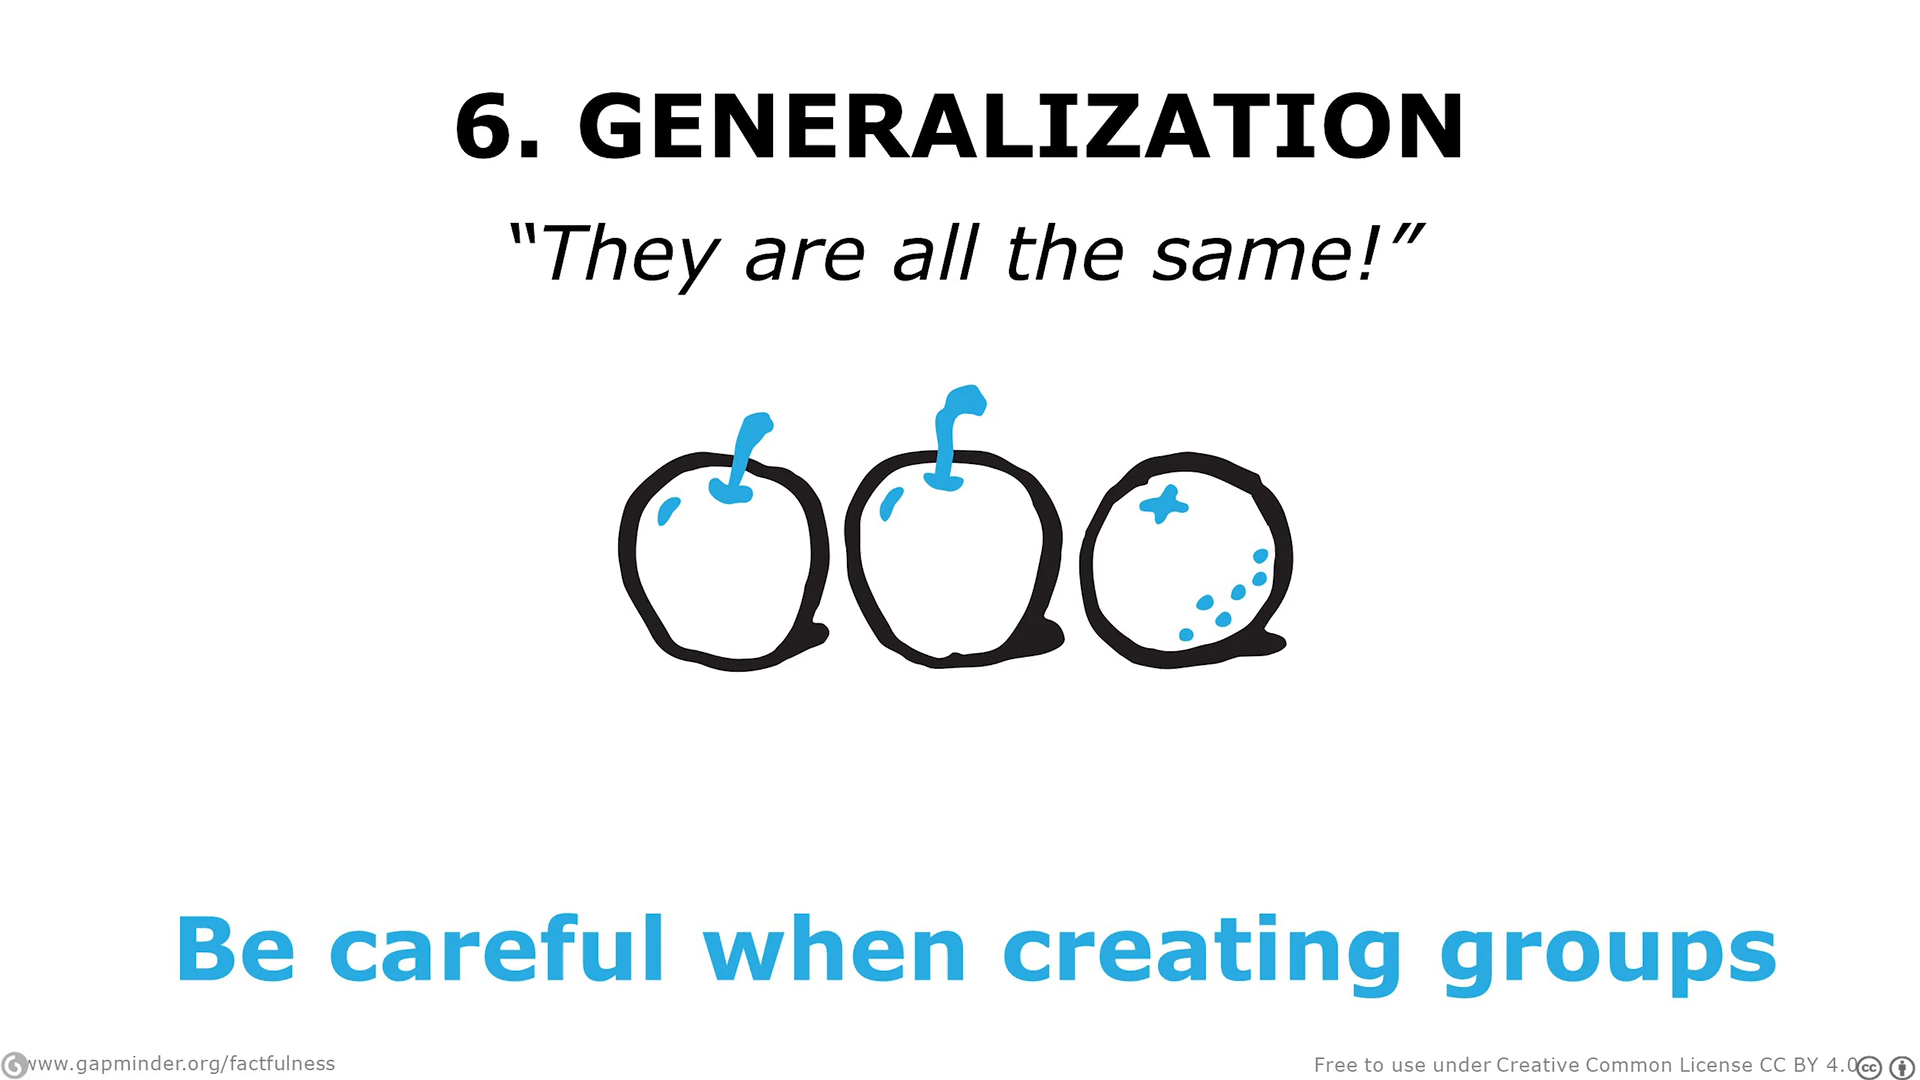 6. GENERALIZATION
“They are all the same!”
Be careful when creating groups
www.gapminder.org/factfulness
Free to use under Creative Common License CC BY 4.0
cc